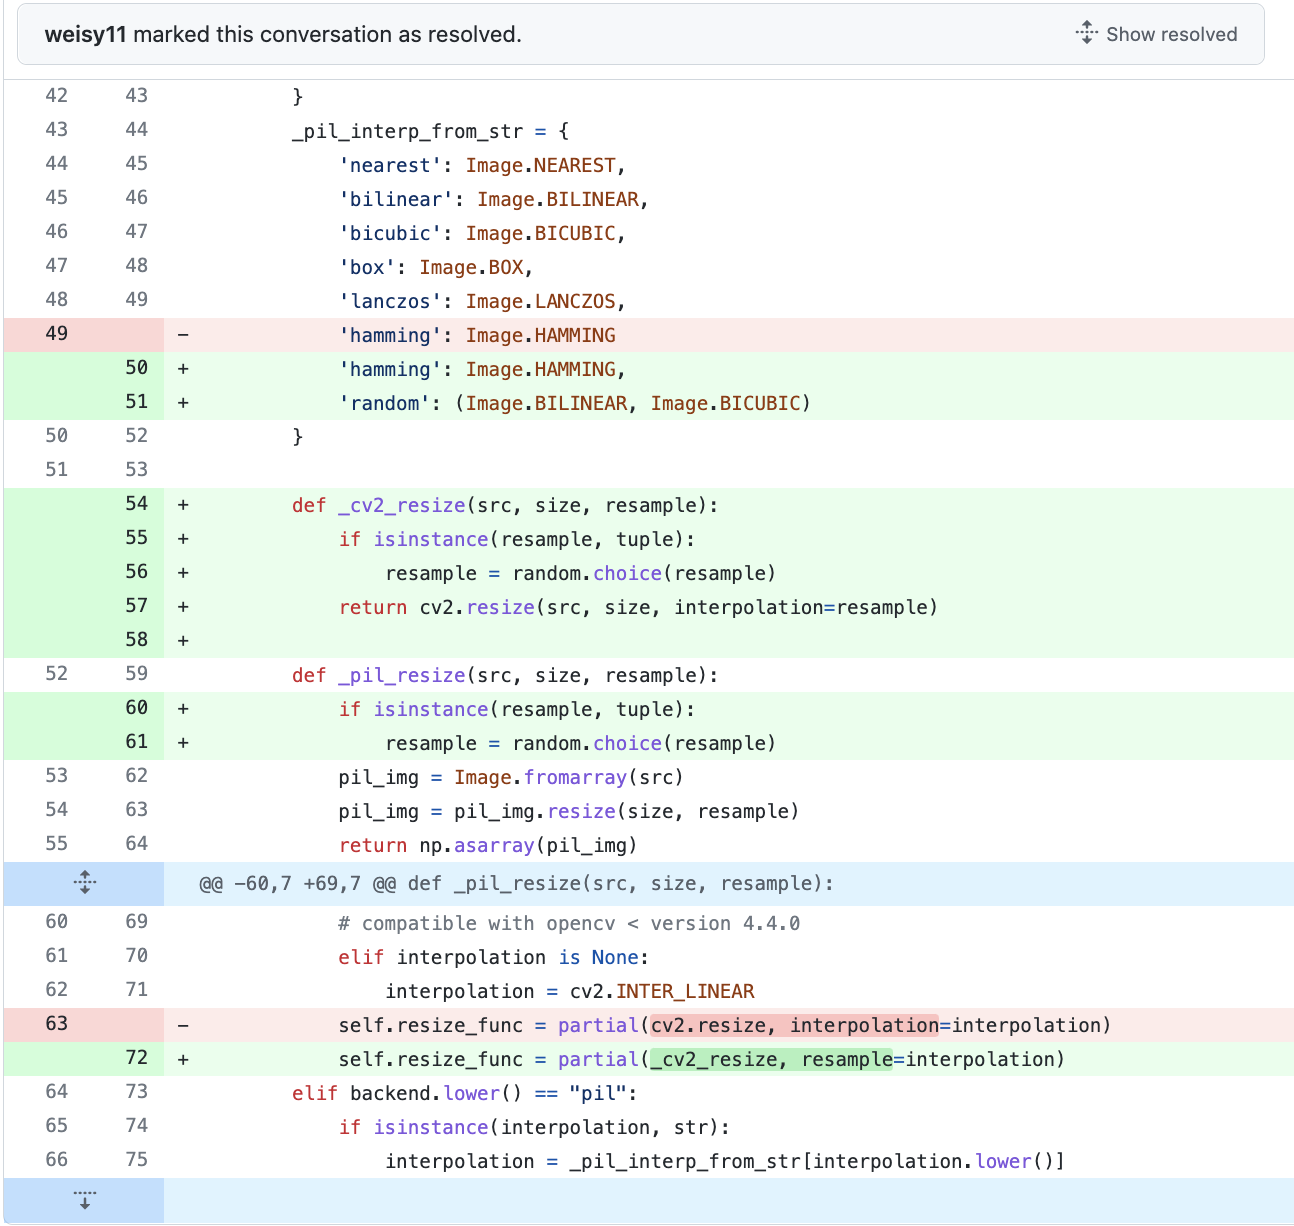 weisy11 marked this conversation as resolved. Show resolved
42 43 }
43 44 _pil_interp_from_str = {
44 45 'nearest': Image.NEAREST,
45 46 'bilinear': Image.BILINEAR,
46 47 'bicubic': Image.BICUBIC,
47 48 'box': Image.BOX,
48 49 'lanczos': Image.LANCZOS,
49 - 'hamming': Image.HAMMING
50 + 'hamming': Image.HAMMING,
51 + 'random': (Image.BILINEAR, Image.BICUBIC)
50 52 }
51 53
54 + def _cv2_resize(src, size, resample):
55 + if isinstance(resample, tuple):
56 + resample = random.choice(resample)
57 + return cv2.resize(src, size, interpolation=resample)
58 +
52 59 def _pil_resize(src, size, resample):
60 + if isinstance(resample, tuple):
61 + resample = random.choice(resample)
53 62 pil_img = Image.fromarray(src)
54 63 pil_img = pil_img.resize(size, resample)
55 64 return np.asarray(pil_img)
@@ -60,7 +69,7 @@ def _pil_resize(src, size, resample):
60 69 # compatible with opencv < version 4.4.0
61 70 elif interpolation is None:
62 71 interpolation = cv2.INTER_LINEAR
63 - self.resize_func = partial(cv2.resize, interpolation=interpolation)
72 + self.resize_func = partial(_cv2_resize, resample=interpolation)
64 73 elif backend.lower() == "pil":
65 74 if isinstance(interpolation, str):
66 75 interpolation = _pil_interp_from_str[interpolation.lower()]